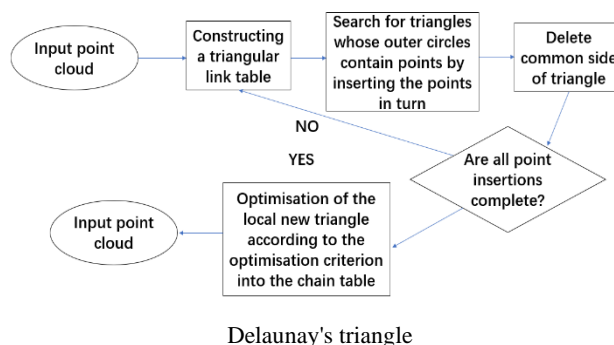 Input point
cloud
Constructing
a triangular
link table
Search for triangles
whose outer circles
contain points by
inserting the points
in turn
Delete
common side
of triangle
NO
YES
Are all point
insertions
complete?
Optimisation of the
local new triangle
according to the
optimisation criterion
into the chain table
Input point
cloud
Delaunay's triangle